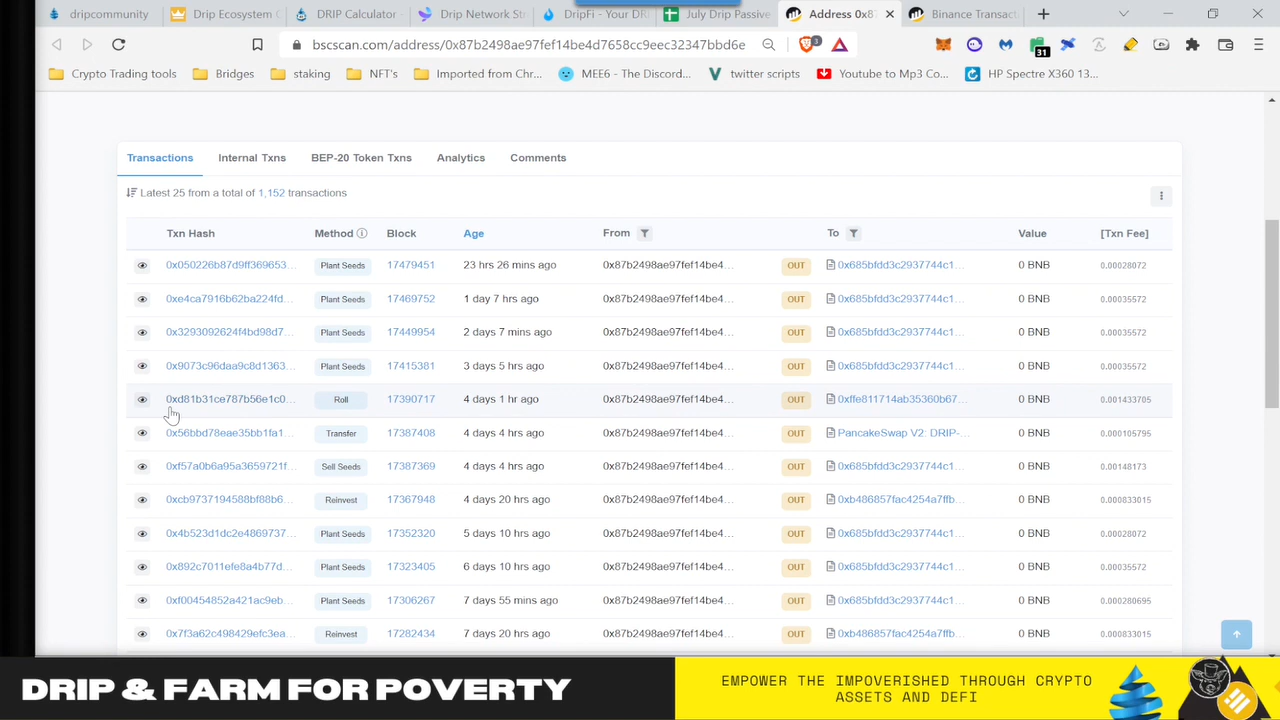 dripcommunity Drip Ecosystem DRIP Calculator - Drip Network Str DripFi - Your DR July Drip Passive Address 0x8 Binance Transact
bscscan.com/address/0x87b2498ae97fef14be4d7658cc9eec32347bbd6e 3 31
Crypto Trading tools Bridges staking NFT's Imported from Chr... MEE6 - The Discord... twitter scripts Youtube to Mp3 Co... HP Spectre X360 13...
Transactions Internal Txns BEP-20 Token Txns Analytics Comments
Latest 25 from a total of 1,152 transactions
Txn Hash Method Block Age From To Value [Txn Fee]
0x050226b87d9ff369653... Plant Seeds 17479451 23 hrs 26 mins ago 0x87b2498ae97fef14be4... OUT 0x685bfdd3c2937744c1... 0 BNB 0.00028072
0xe4ca7916b62ba224fd... Plant Seeds 17469752 1 day 7 hrs ago 0x87b2498ae97fef14be4... OUT 0x685bfdd3c2937744c1... 0 BNB 0.00035572
0x3293092624f4bd98d7... Plant Seeds 17449954 2 days 7 mins ago 0x87b2498ae97fef14be4... OUT 0x685bfdd3c2937744c1... 0 BNB 0.00035572
0x9073c96daa9c8d1363... Plant Seeds 17415381 3 days 5 hrs ago 0x87b2498ae97fef14be4... OUT 0x685bfdd3c2937744c1... 0 BNB 0.00035572
0xd81b31ce787b56e1c0... Roll 17390717 4 days 1 hr ago 0x87b2498ae97fef14be4... OUT 0xffe811714ab35360b67... 0 BNB 0.001433705
0x56bbd78eae35bb1fa1... Transfer 17387408 4 days 4 hrs ago 0x87b2498ae97fef14be4... OUT PancakeSwap V2: DRIP-... 0 BNB 0.000105795
0xf57a0b6a95a3659721f... Sell Seeds 17387369 4 days 4 hrs ago 0x87b2498ae97fef14be4... OUT 0x685bfdd3c2937744c1... 0 BNB 0.00148173
0xcb9737194588bf88b6... Reinvest 17367948 4 days 20 hrs ago 0x87b2498ae97fef14be4... OUT 0xb486857fac4254a7ffb... 0 BNB 0.000833015
0x4b523d1dc2e4869737... Plant Seeds 17352320 5 days 10 hrs ago 0x87b2498ae97fef14be4... OUT 0x685bfdd3c2937744c1... 0 BNB 0.00028072
0x892c7011efe8a4b77d... Plant Seeds 17323405 6 days 10 hrs ago 0x87b2498ae97fef14be4... OUT 0x685bfdd3c2937744c1... 0 BNB 0.00035572
0xf00454852a421ac9eb... Plant Seeds 17306267 7 days 55 mins ago 0x87b2498ae97fef14be4... OUT 0x685bfdd3c2937744c1... 0 BNB 0.000280695
0x7f3a62c498429efc3ea... Reinvest 17282434 7 days 20 hrs ago 0x87b2498ae97fef14be4... OUT 0xb486857fac4254a7ffb... 0 BNB 0.000833015
DRIP & FARM FOR POVERTY
EMPOWER THE IMPOVERISHED THROUGH CRYPTO
ASSETS AND DEFI